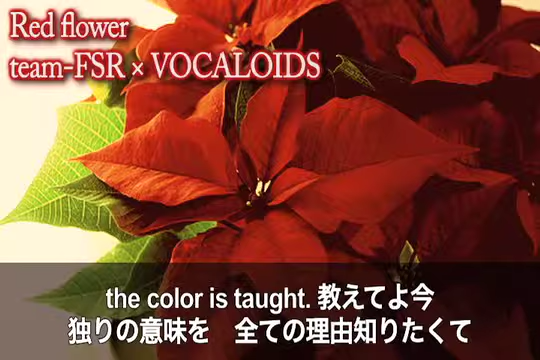 Red flower
team-FSR × VOCALOIDS
the color is taught. 教えてよ今
独りの意味を　全ての理由知りたくて